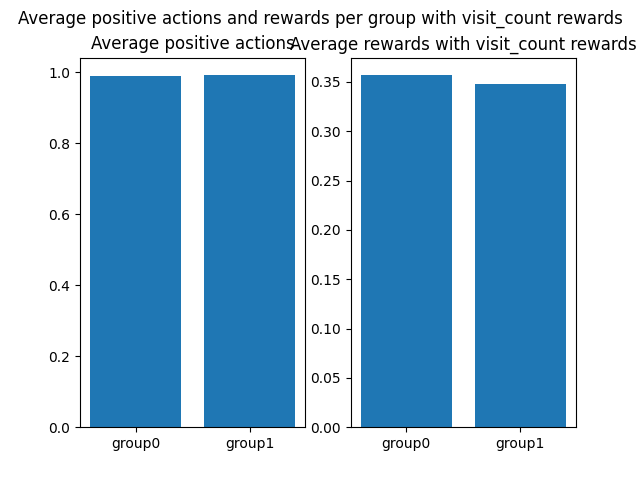 Average positive actions and rewards per group with visit_count rewards
Average positive actions
1.0
0.8
0.6
0.4
0.2
0.0
group0
group1
Average rewards with visit_count rewards
0.35
0.30
0.25
0.20
0.15
0.10
0.05
0.00
group0
group1